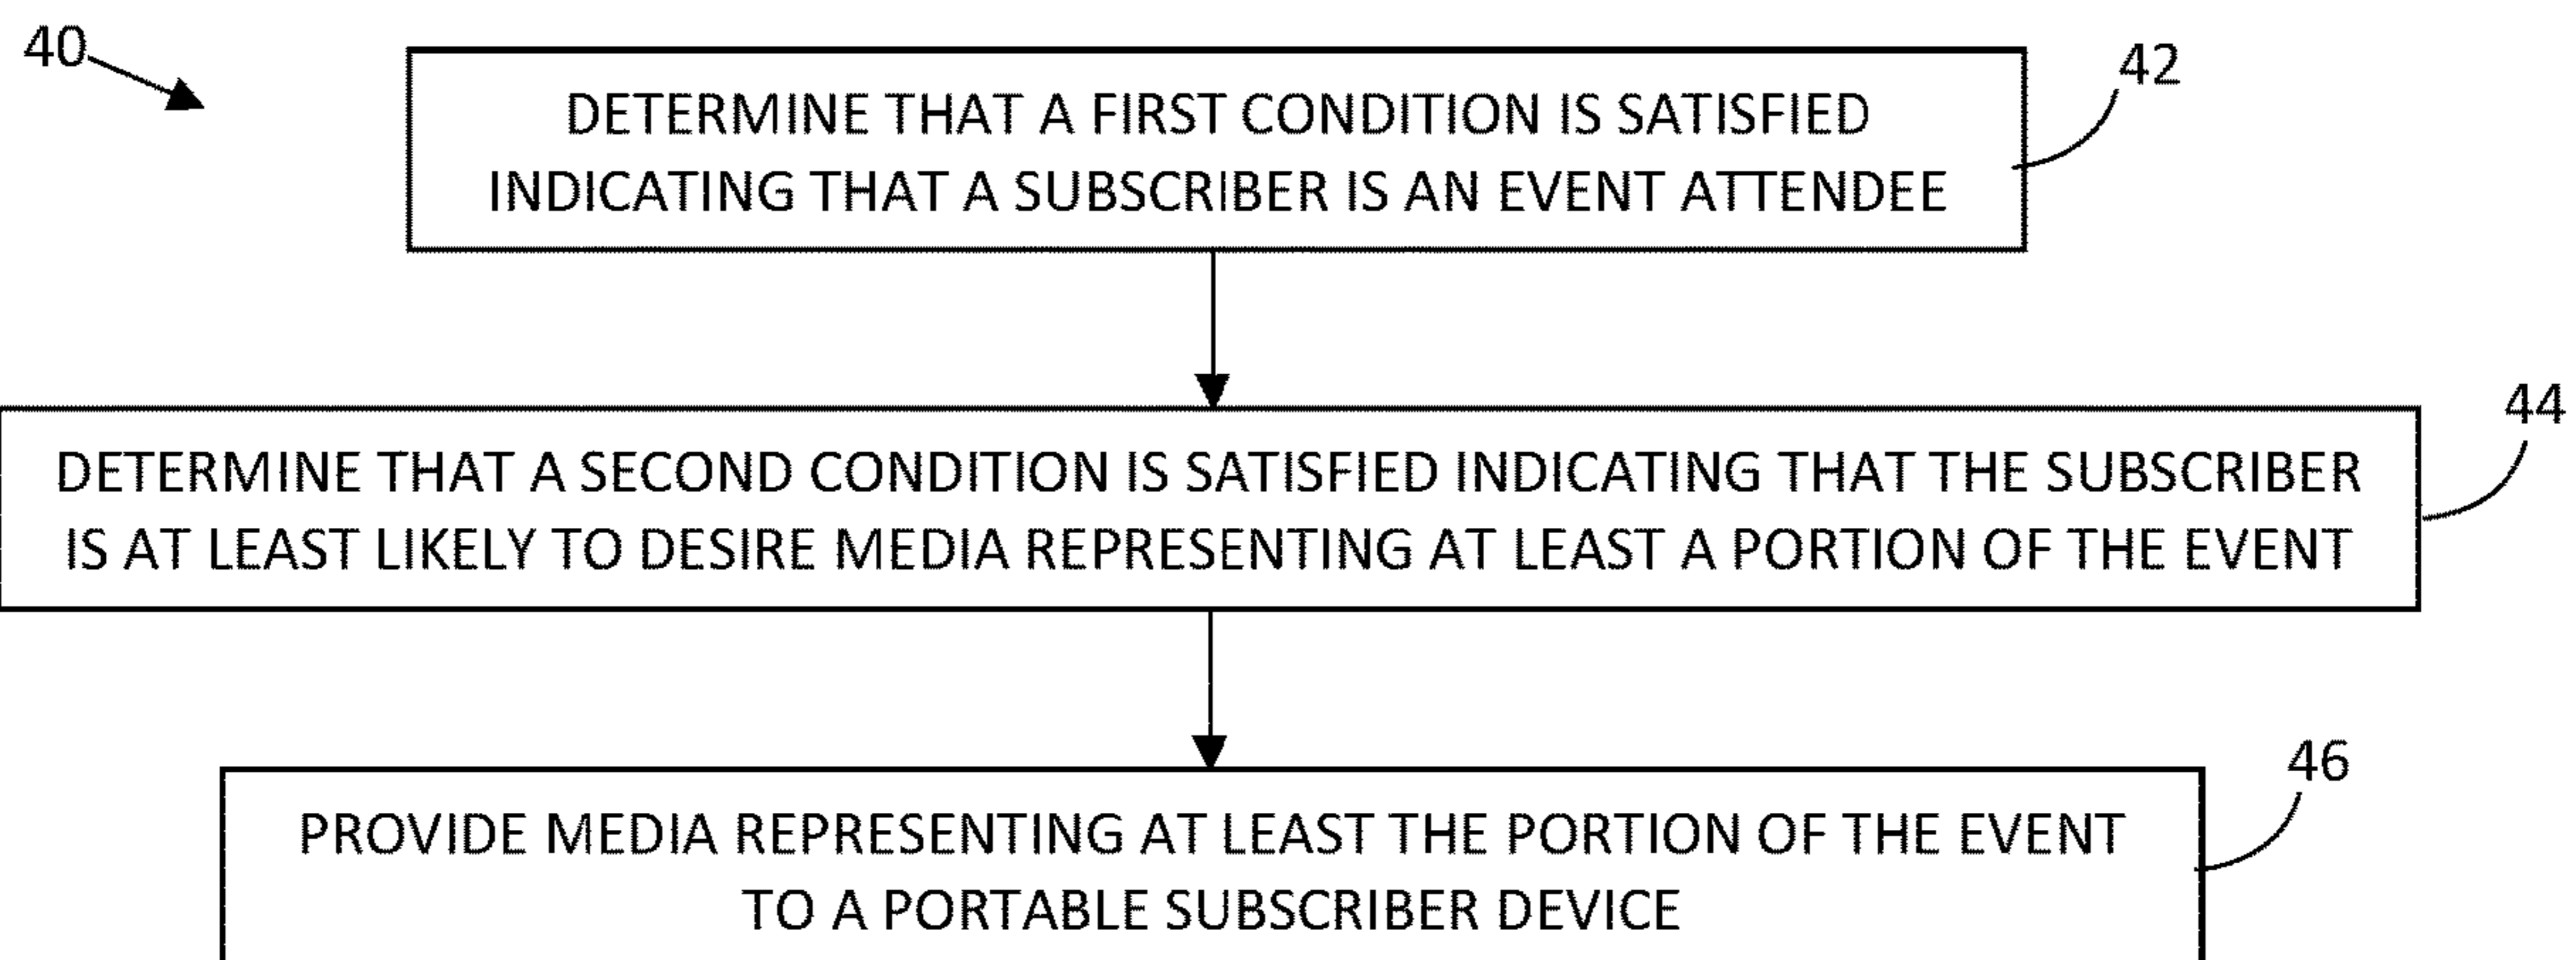 40
42
DETERMINE THAT A FIRST CONDITION IS SATISFIED
INDICATING THAT A SUBSCRIBER IS AN EVENT ATTENDEE
44
DETERMINE THAT A SECOND CONDITION IS SATISFIED INDICATING THAT THE SUBSCRIBER
IS AT LEAST LIKELY TO DESIRE MEDIA REPRESENTING AT LEAST A PORTION OF THE EVENT
46
PROVIDE MEDIA REPRESENTING AT LEAST THE PORTION OF THE EVENT
TO A PORTABLE SUBSCRIBER DEVICE